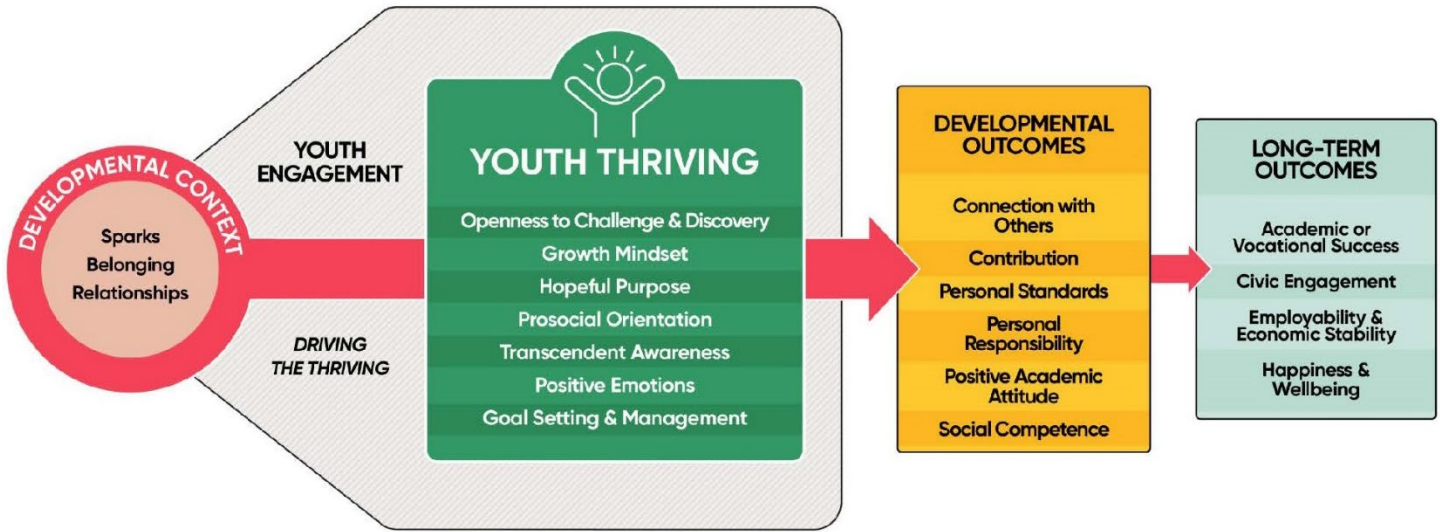 DEVELOPMENTAL CONTEXT
Sparks
Belonging
Relationships
YOUTH
ENGAGEMENT
DRIVING
THE THRIVING
YOUTH THRIVING
Openness to Challenge & Discovery
Growth Mindset
Hopeful Purpose
Prosocial Orientation
Transcendent Awareness
Positive Emotions
Goal Setting & Management
DEVELOPMENTAL
OUTCOMES
Connection with
Others
Contribution
Personal Standards
Personal
Responsibility
Positive Academic
Attitude
Social Competence
LONG-TERM
OUTCOMES
Academic or
Vocational Success
Civic Engagement
Employability &
Economic Stability
Happiness &
Wellbeing